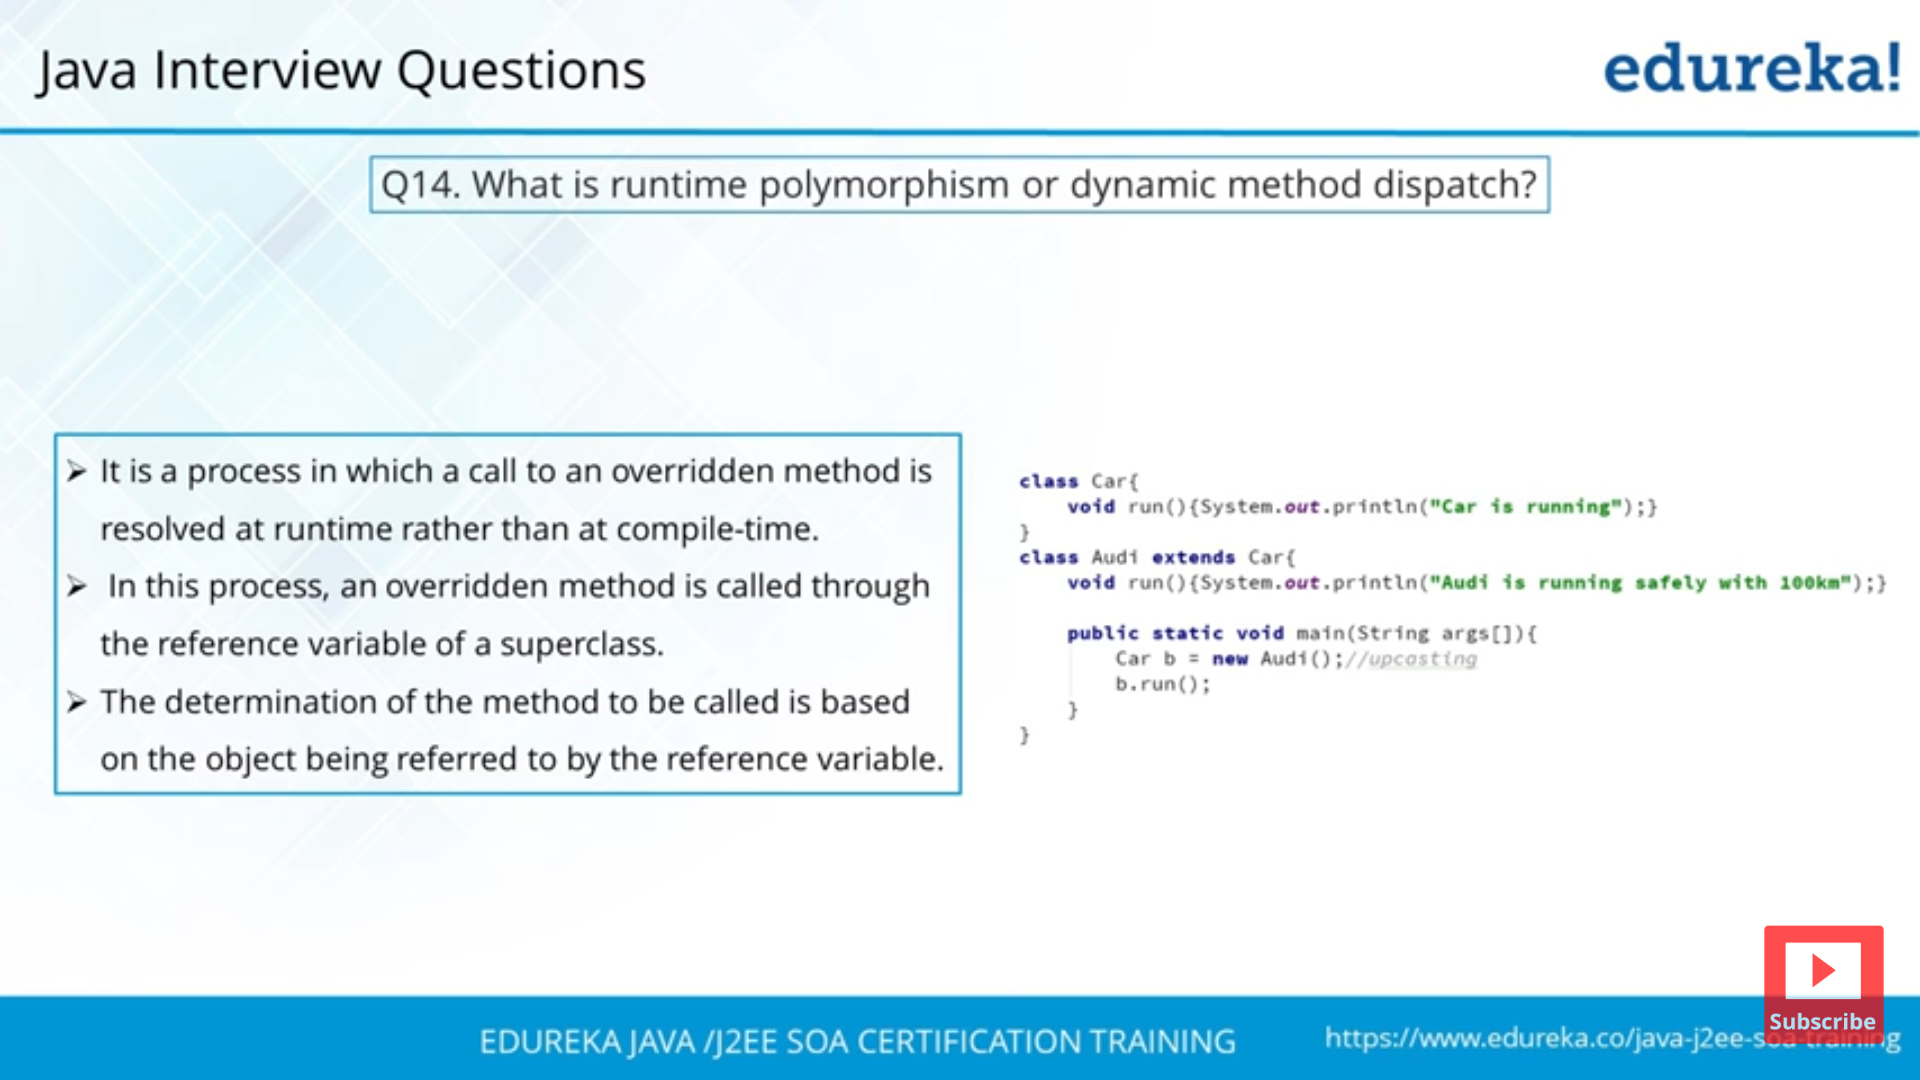 Java Interview Questions
edureka!
Q14. What is runtime polymorphism or dynamic method dispatch?
➢ It is a process in which a call to an overridden method is
resolved at runtime rather than at compile-time.
➢ In this process, an overridden method is called through
the reference variable of a superclass.
➢ The determination of the method to be called is based
on the object being referred to by the reference variable.
class Car{
    void run(){System.out.println("Car is running");}
}
class Audi extends Car{
    void run(){System.out.println("Audi is running safely with 100km");}
    public static void main(String args[]){
        Car b = new Audi();//upcasting
        b.run();
    }
}
Subscribe
EDUREKA JAVA /J2EE SOA CERTIFICATION TRAINING
https://www.edureka.co/java-j2ee-soa-training